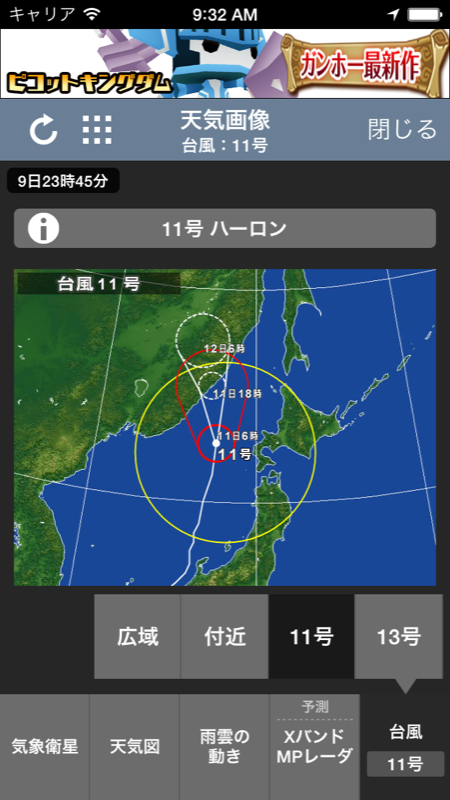 キャリア 9:32 AM
ピコットキングダム
ガンホー最新作
天気画像
台風：11号
閉じる
9日23時45分
11号 ハーロン
台風11号
12日6時
11日18時
11日6時
11号
広域
付近
11号
13号
気象衛星
天気図
雨雲の
動き
予測
Xバンド
MPレーダ
台風
11号